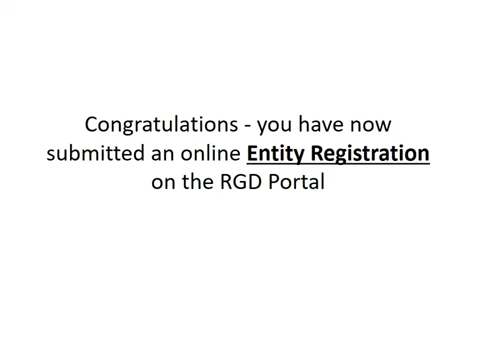 Congratulations - you have now
submitted an online Entity Registration
on the RGD Portal